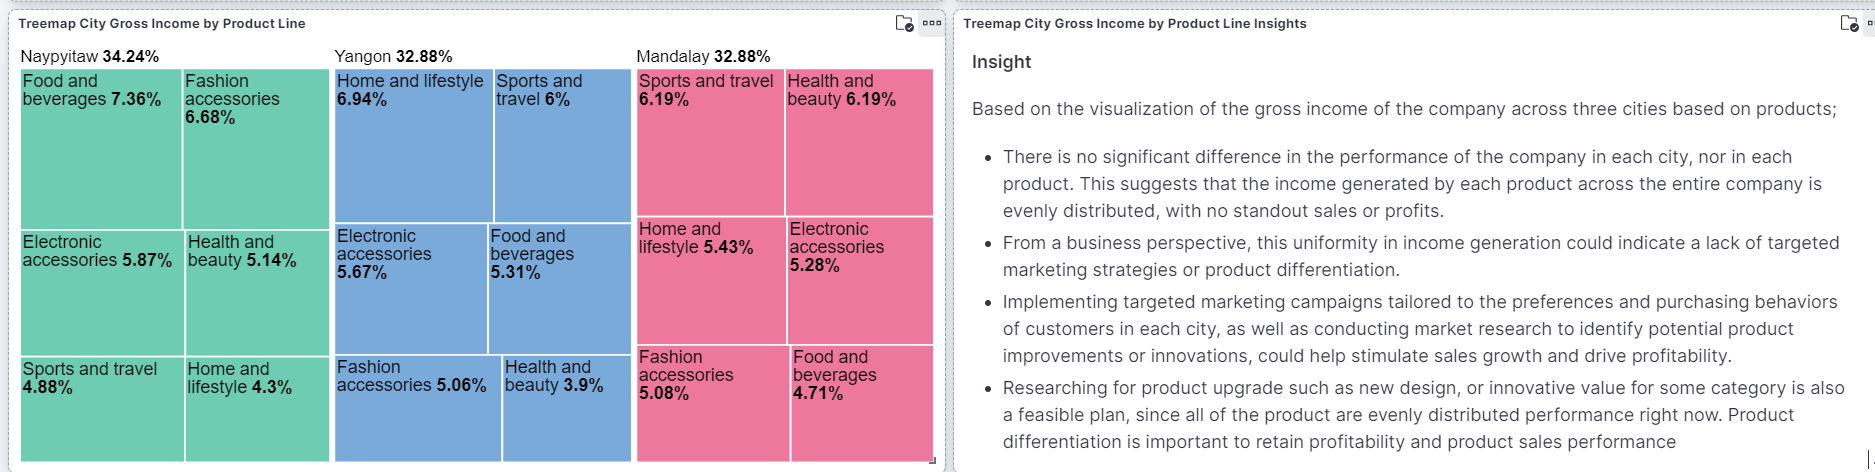 Treemap City Gross Income by Product Line
Naypyitaw 34.24%
Food and
beverages 7.36%
Fashion
accessories
6.68%
Electronic
accessories 5.87%
Health and
beauty 5.14%
Sports and travel
4.88%
Home and
lifestyle 4.3%
Yangon 32.88%
Home and lifestyle
6.94%
Sports and
travel 6%
Electronic
accessories
5.67%
Food and
beverages
5.31%
Fashion
accessories 5.06%
Health and
beauty 3.9%
Mandalay 32.88%
Sports and travel
6.19%
Health and
beauty 6.19%
Home and
lifestyle 5.43%
Electronic
accessories
5.28%
Fashion
accessories
5.08%
Food and
beverages
4.71%
Treemap City Gross Income by Product Line Insights
Insight
Based on the visualization of the gross income of the company across three cities based on products;
• There is no significant difference in the performance of the company in each city, nor in each
product. This suggests that the income generated by each product across the entire company is
evenly distributed, with no standout sales or profits.
• From a business perspective, this uniformity in income generation could indicate a lack of targeted
marketing strategies or product differentiation.
• Implementing targeted marketing campaigns tailored to the preferences and purchasing behaviors
of customers in each city, as well as conducting market research to identify potential product
improvements or innovations, could help stimulate sales growth and drive profitability.
• Researching for product upgrade such as new design, or innovative value for some category is also
a feasible plan, since all of the product are evenly distributed performance right now. Product
differentiation is important to retain profitability and product sales performance